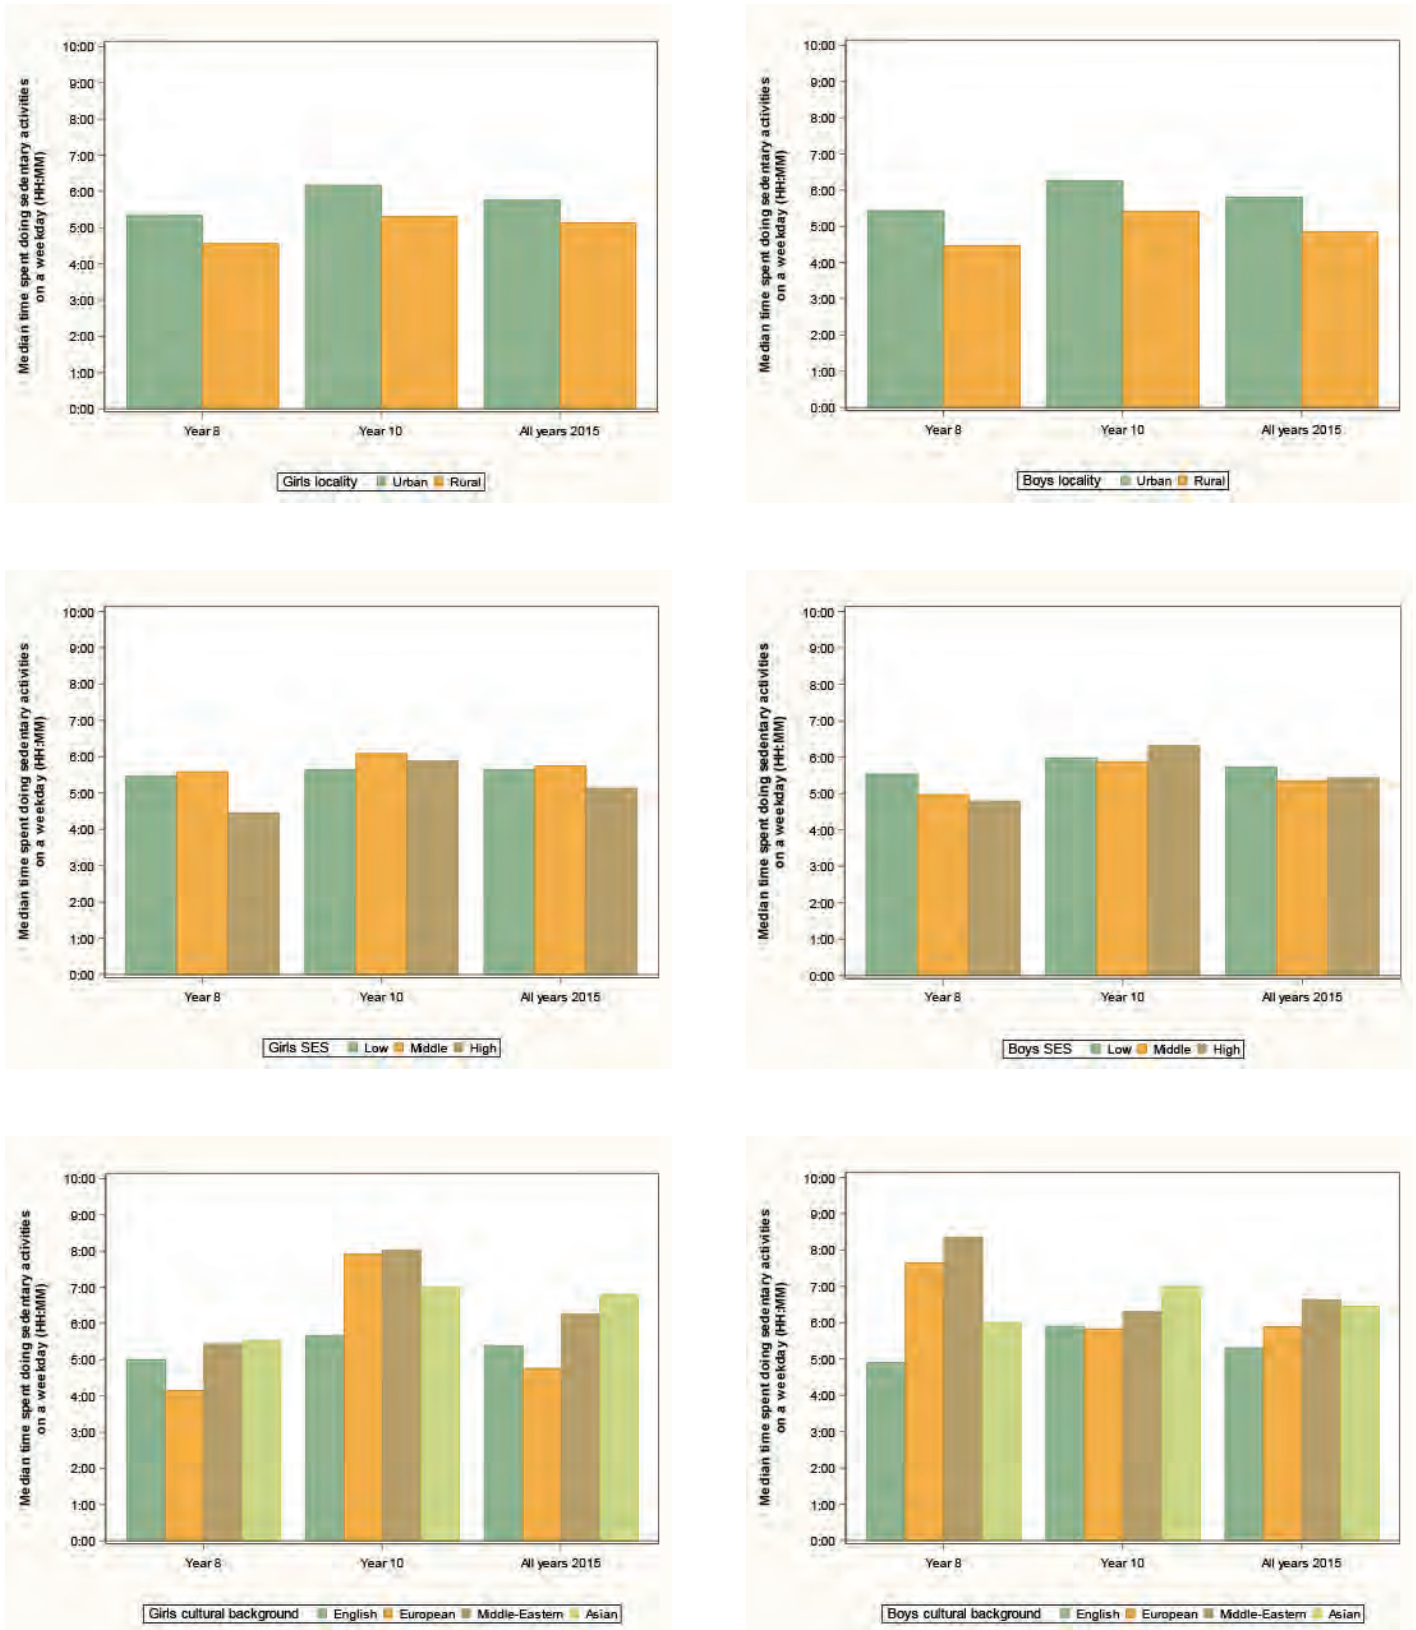 Median time spent doing sedentary activities
on a weekday (HH:MM)
10:00
9:00
8:00
7:00
6:00
5:00
4:00
3:00
2:00
1:00
0:00
Year 8 Year 10 All years 2015
Girls locality Urban Rural
Median time spent doing sedentary activities
on a weekday (HH:MM)
10:00
9:00
8:00
7:00
6:00
5:00
4:00
3:00
2:00
1:00
0:00
Year 8 Year 10 All years 2015
Boys locality Urban Rural
Median time spent doing sedentary activities
on a weekday (HH:MM)
10:00
9:00
8:00
7:00
6:00
5:00
4:00
3:00
2:00
1:00
0:00
Year 8 Year 10 All years 2015
Girls SES Low Middle High
Median time spent doing sedentary activities
on a weekday (HH:MM)
10:00
9:00
8:00
7:00
6:00
5:00
4:00
3:00
2:00
1:00
0:00
Year 8 Year 10 All years 2015
Boys SES Low Middle High
Median time spent doing sedentary activities
on a weekday (HH:MM)
10:00
9:00
8:00
7:00
6:00
5:00
4:00
3:00
2:00
1:00
0:00
Year 8 Year 10 All years 2015
Girls cultural background English European Middle-Eastern Asian
Median time spent doing sedentary activities
on a weekday (HH:MM)
10:00
9:00
8:00
7:00
6:00
5:00
4:00
3:00
2:00
1:00
0:00
Year 8 Year 10 All years 2015
Boys cultural background English European Middle-Eastern Asian